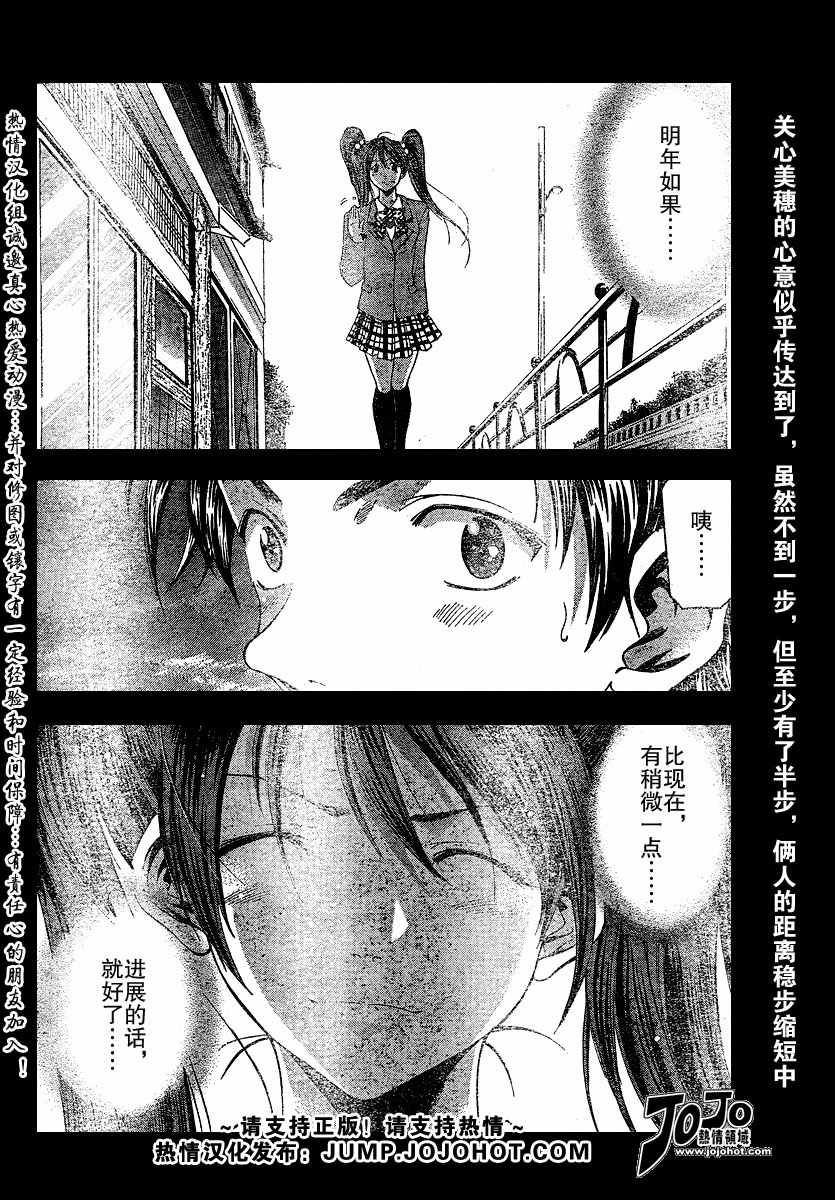 关心美穗的心意似乎传达到了，虽然不到一步，但至少有了半步，俩人的距离稳步缩短中
明年如果……
咦……
比现在，
有稍微一点……
进展的话，
就好了……
热情汉化组诚邀真心热爱动漫…并对修图或镶字有一定经验和时间保障…有责任心的朋友加入！
~请支持正版！请支持热情~
热情汉化发布：JUMP.JOJOHOT.COM
JOJO
熱情領域
www.jojohot.com